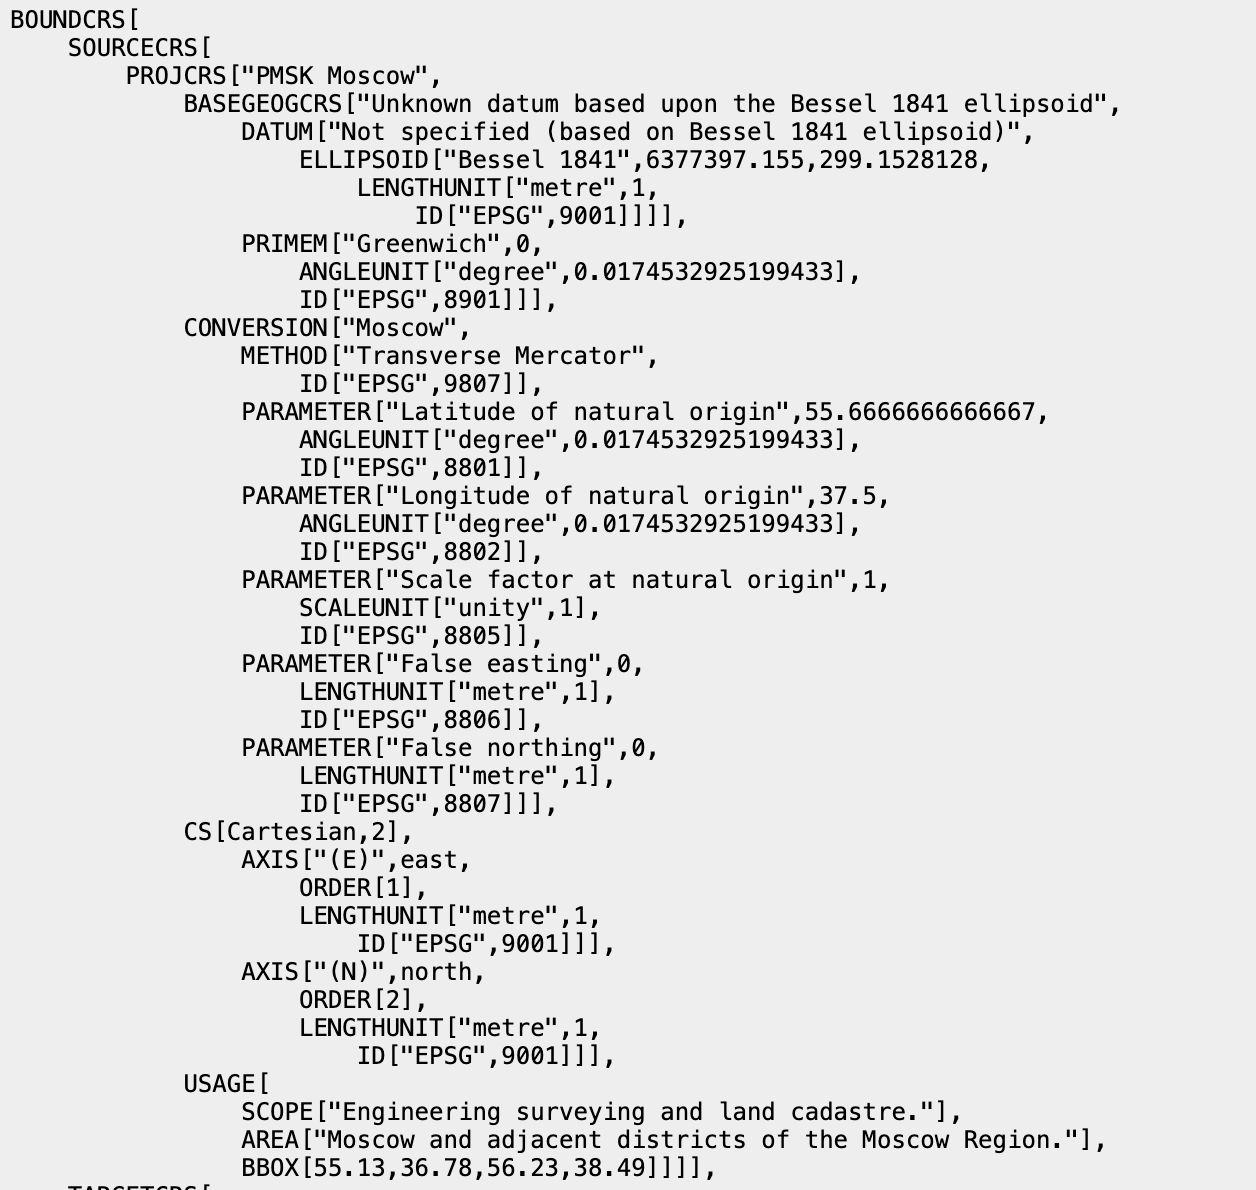 BOUNDCRS[
    SOURCECRS[
        PROJCRS["PMSK Moscow",
            BASEGEOGCRS["Unknown datum based upon the Bessel 1841 ellipsoid",
                DATUM["Not specified (based on Bessel 1841 ellipsoid)",
                    ELLIPSOID["Bessel 1841",6377397.155,299.1528128,
                        LENGTHUNIT["metre",1,
                            ID["EPSG",9001]]]],
                PRIMEM["Greenwich",0,
                    ANGLEUNIT["degree",0.0174532925199433],
                    ID["EPSG",8901]]],
            CONVERSION["Moscow",
                METHOD["Transverse Mercator",
                    ID["EPSG",9807]],
                PARAMETER["Latitude of natural origin",55.6666666666667,
                    ANGLEUNIT["degree",0.0174532925199433],
                    ID["EPSG",8801]],
                PARAMETER["Longitude of natural origin",37.5,
                    ANGLEUNIT["degree",0.0174532925199433],
                    ID["EPSG",8802]],
                PARAMETER["Scale factor at natural origin",1,
                    SCALEUNIT["unity",1],
                    ID["EPSG",8805]],
                PARAMETER["False easting",0,
                    LENGTHUNIT["metre",1],
                    ID["EPSG",8806]],
                PARAMETER["False northing",0,
                    LENGTHUNIT["metre",1],
                    ID["EPSG",8807]]],
            CS[Cartesian,2],
                AXIS["(E)",east,
                    ORDER[1],
                    LENGTHUNIT["metre",1,
                        ID["EPSG",9001]]],
                AXIS["(N)",north,
                    ORDER[2],
                    LENGTHUNIT["metre",1,
                        ID["EPSG",9001]]],
            USAGE[
                SCOPE["Engineering surveying and land cadastre."],
                AREA["Moscow and adjacent districts of the Moscow Region."],
                BBOX[55.13,36.78,56.23,38.49]]]],